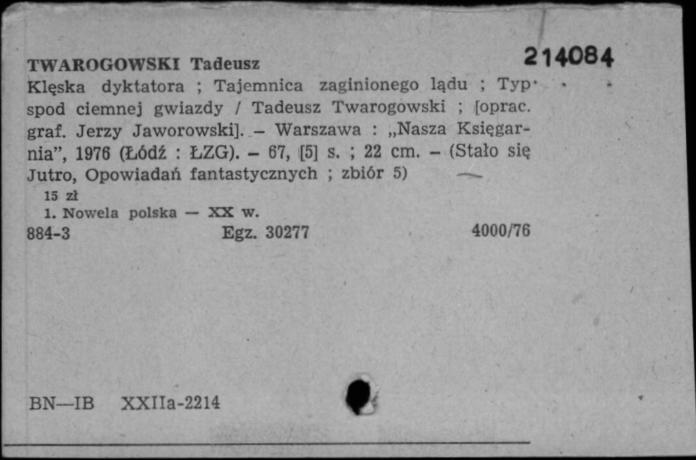 214084
TWAROGOWSKI Tadeusz
Klęska dyktatora ; Tajemnica zaginionego lądu ; Typ
spod ciemnej gwiazdy / Tadeusz Twarogowski ; [oprac.
graf. Jerzy Jaworowski]. – Warszawa : „Nasza Księgar-
nia”, 1976 (Łódź : ŁZG). – 67, [5] s. ; 22 cm. – (Stało się
Jutro, Opowiadań fantastycznych ; zbiór 5)
15 zł
1. Nowela polska — XX w.
884-3 Egz. 30277 4000/76
BN—IB XXIIa-2214